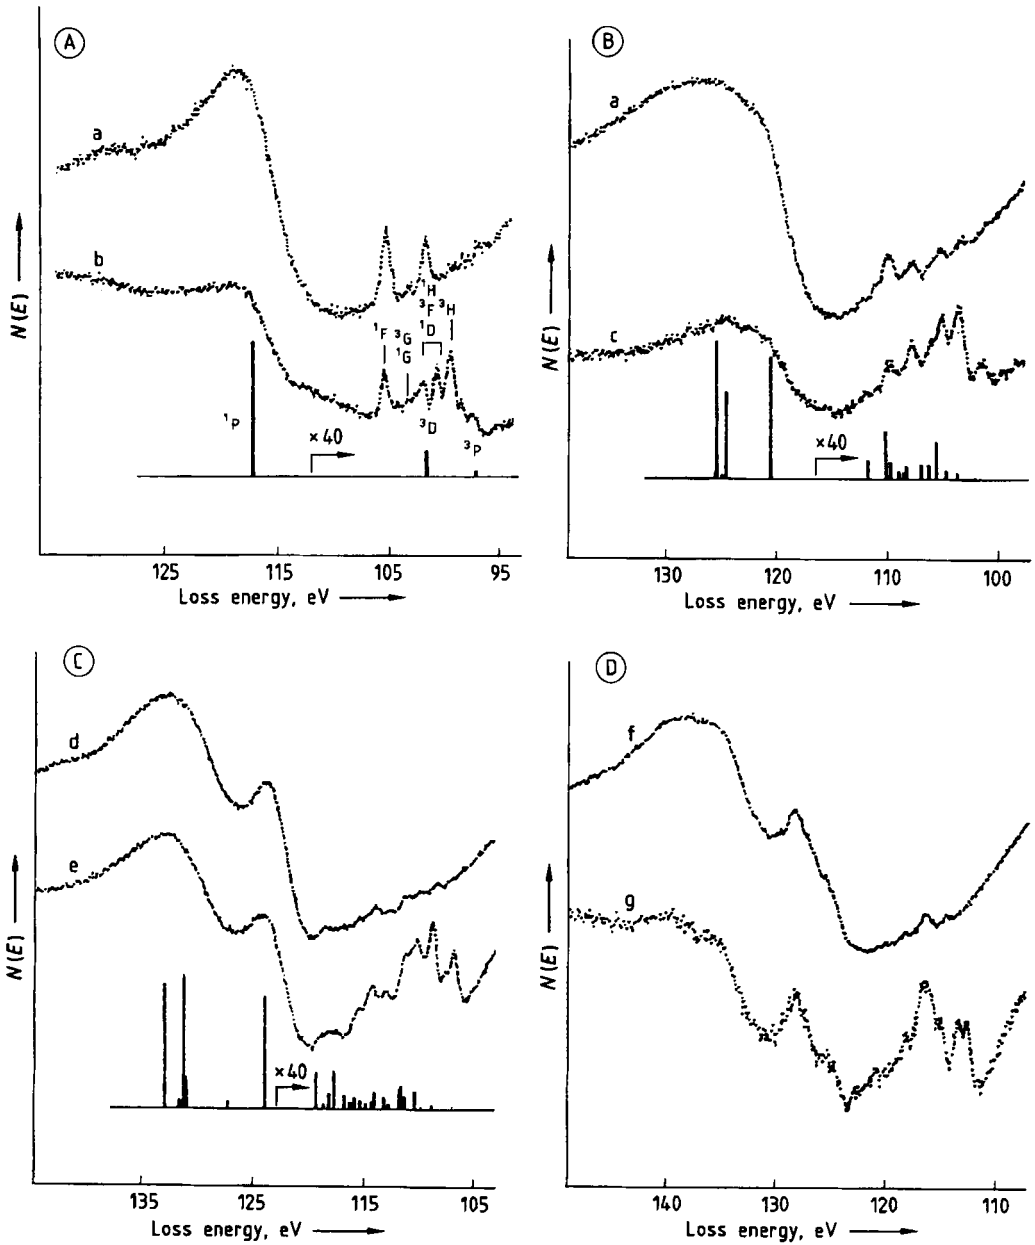 A
a
b
N(E)
¹H
³F ³H
¹F ³G ¹D
¹G
¹P
³D
×40
³P
125 115 105 95
Loss energy, eV
B
a
c
N(E)
×40
130 120 110 100
Loss energy, eV
C
d
e
N(E)
×40
135 125 115 105
Loss energy, eV
D
f
g
N(E)
140 130 120 110
Loss energy, eV